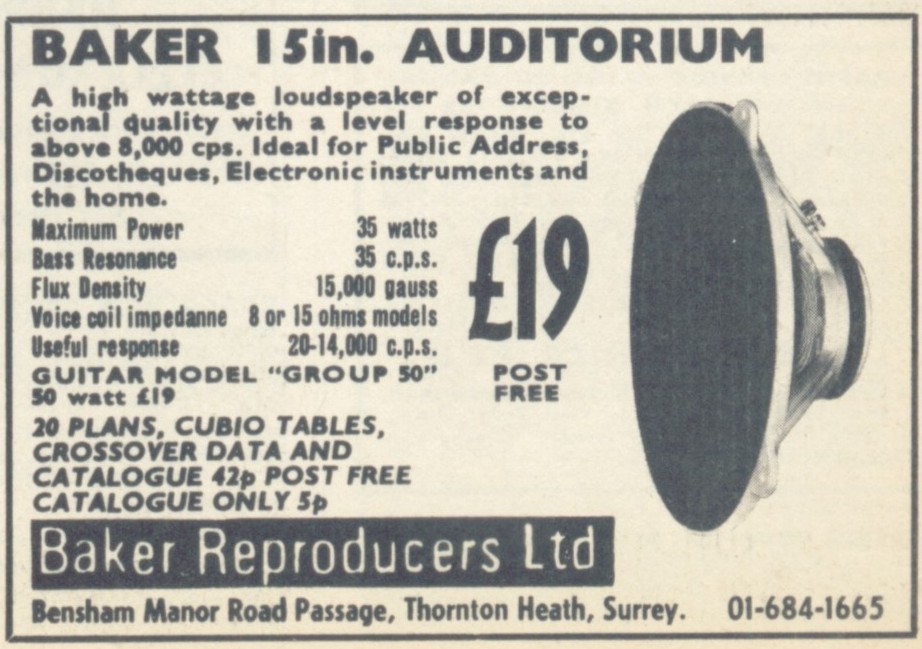 BAKER 15in. AUDITORIUM
A high wattage loudspeaker of excep-
tional quality with a level response to
above 8,000 cps. Ideal for Public Address,
Discotheques, Electronic instruments and
the home.
Maximum Power 35 watts
Bass Resonance 35 c.p.s.
Flux Density 15,000 gauss
Voice coil impedanne 8 or 15 ohms models
Useful response 20-14,000 c.p.s.
£19
POST
FREE
GUITAR MODEL “GROUP 50”
50 watt £19
20 PLANS, CUBIO TABLES,
CROSSOVER DATA AND
CATALOGUE 42p POST FREE
CATALOGUE ONLY 5p
Baker Reproducers Ltd
Bensham Manor Road Passage, Thornton Heath, Surrey. 01-684-1665